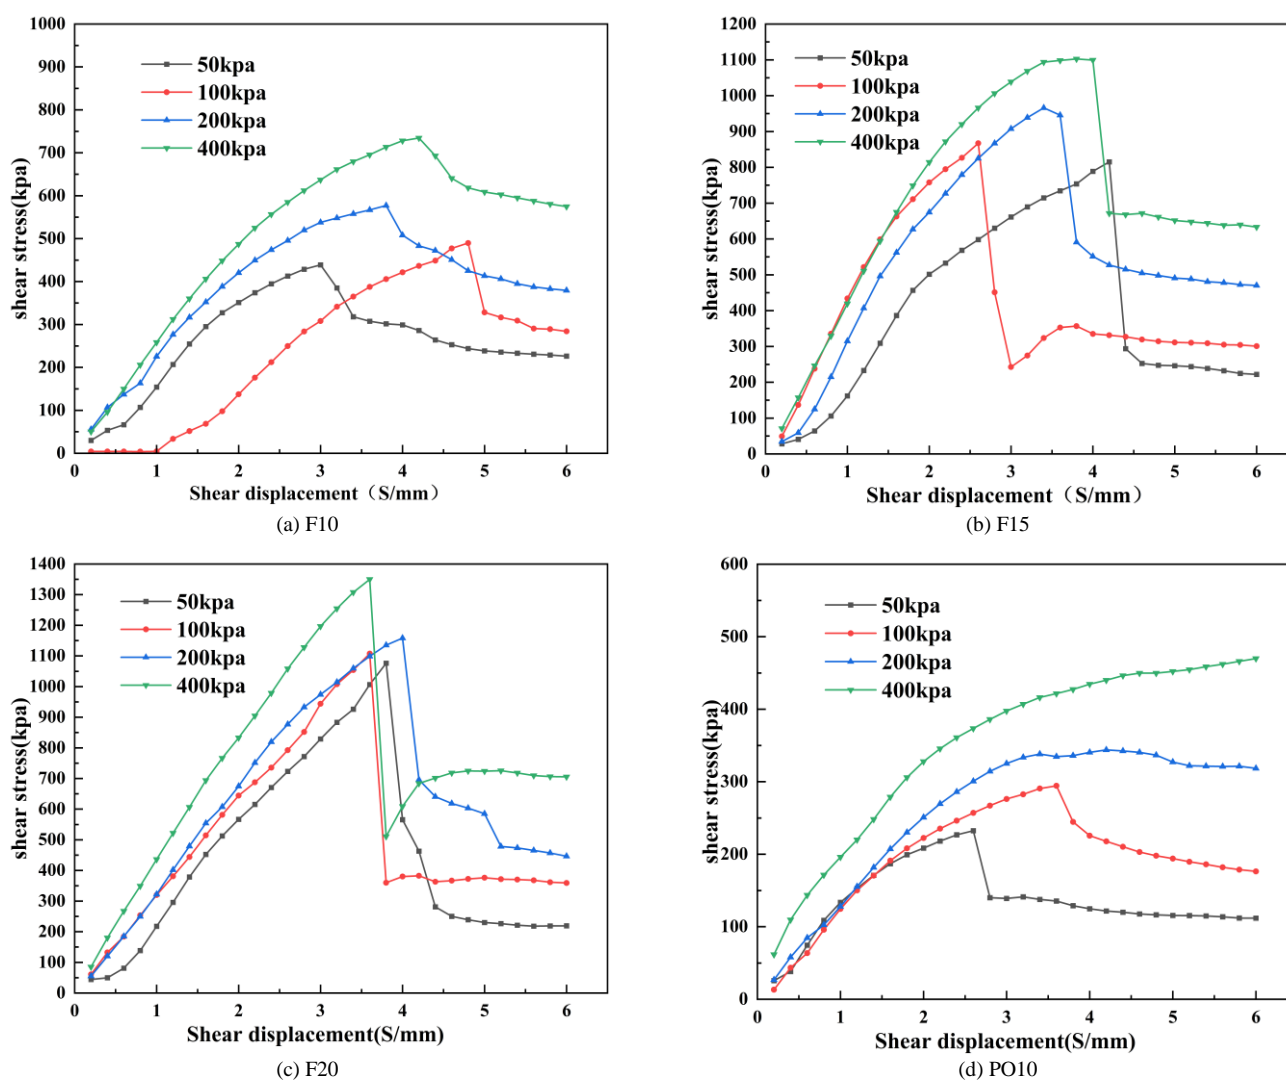 1000
900
800
700
600
500
400
300
200
100
0
shear stress(kpa)
50kpa
100kpa
200kpa
400kpa
0 1 2 3 4 5 6
Shear displacement（S/mm）
(a) F10
1200
1100
1000
900
800
700
600
500
400
300
200
100
0
shear stress(kpa)
50kpa
100kpa
200kpa
400kpa
0 1 2 3 4 5 6
Shear displacement（S/mm）
(b) F15
1400
1300
1200
1100
1000
900
800
700
600
500
400
300
200
100
0
shear stress(kpa)
50kpa
100kpa
200kpa
400kpa
0 1 2 3 4 5 6
Shear displacement(S/mm)
(c) F20
600
500
400
300
200
100
0
shear stress(kpa)
50kpa
100kpa
200kpa
400kpa
0 1 2 3 4 5 6
Shear displacement(S/mm)
(d) PO10